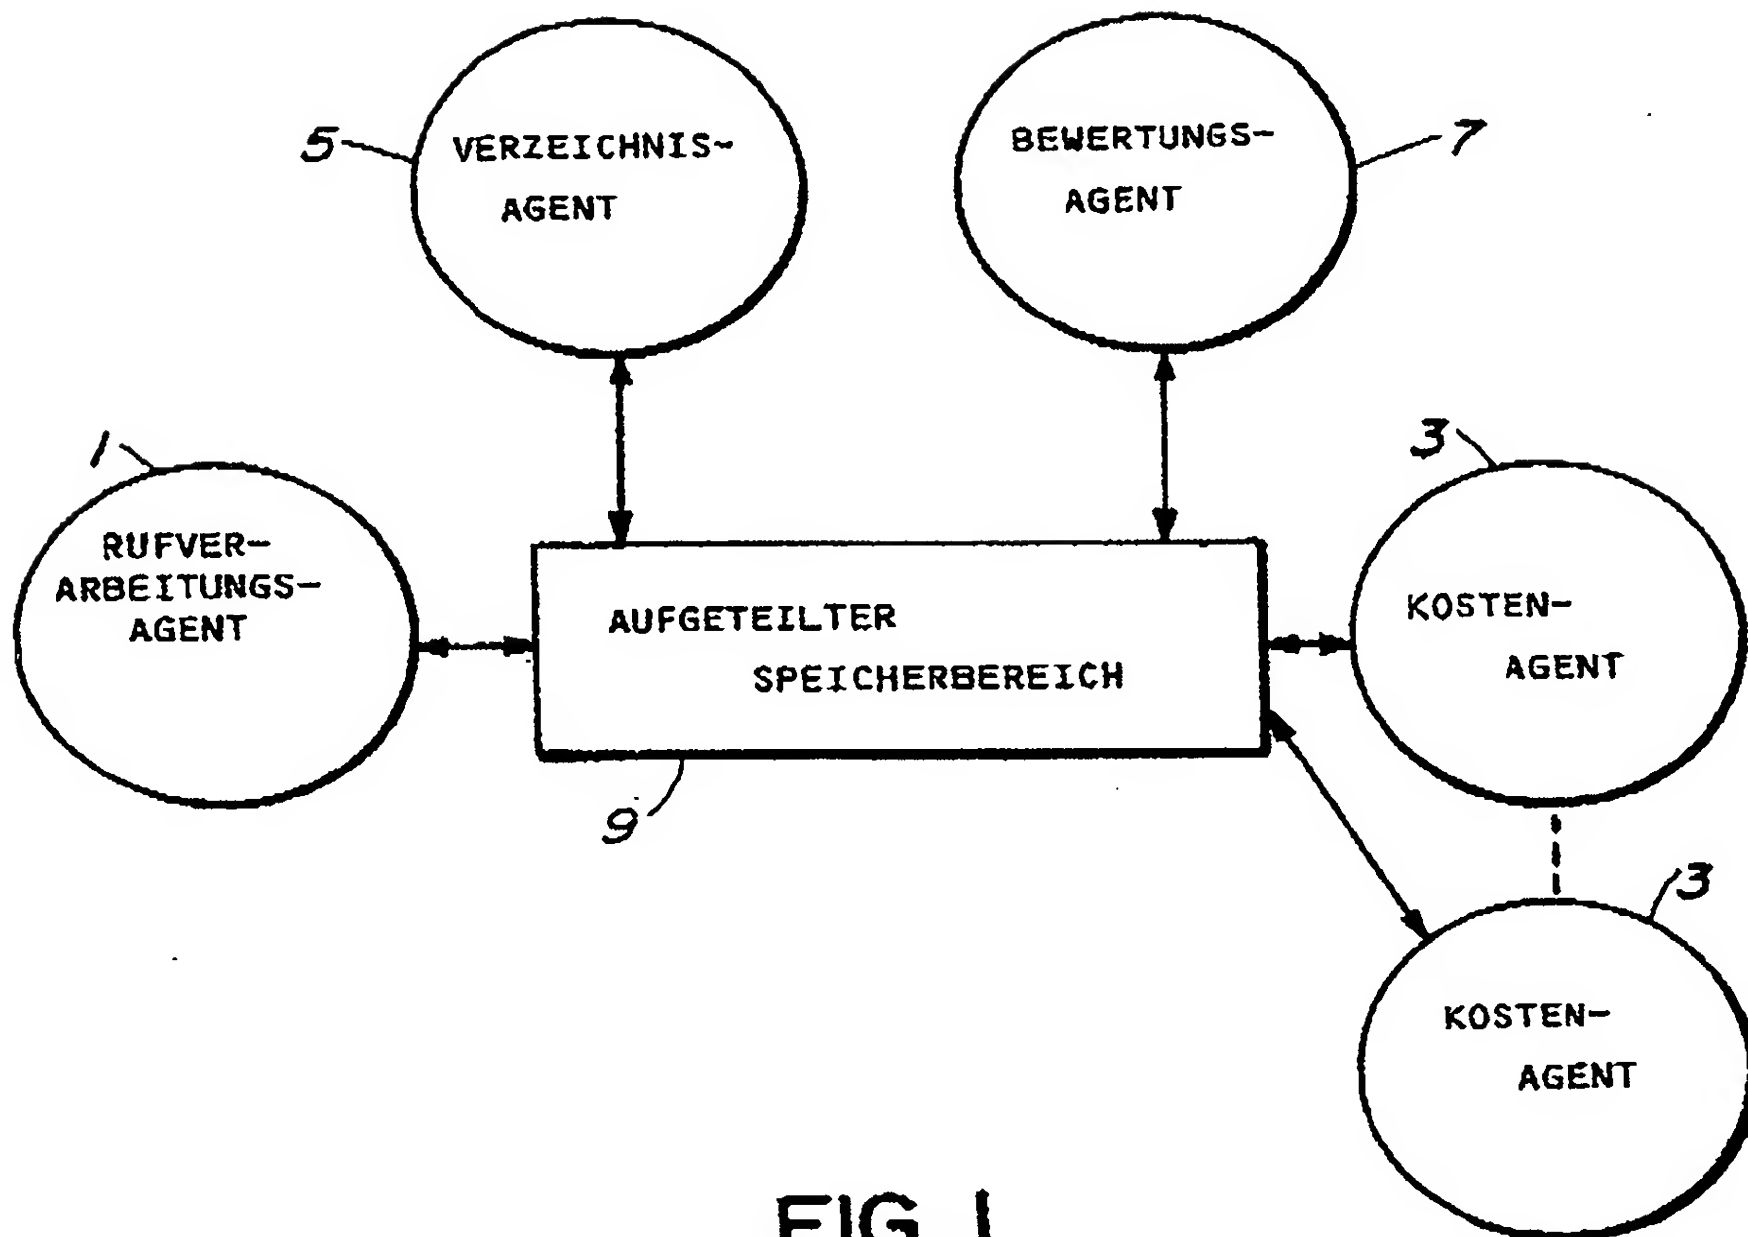 5
VERZEICHNIS-
AGENT
BEWERTUNGS-
AGENT
7
1
RUFVER-
ARBEITUNGS-
AGENT
AUFGETEILTER
SPEICHERBEREICH
9
3
KOSTEN-
AGENT
3
KOSTEN-
AGENT
FIG. 1